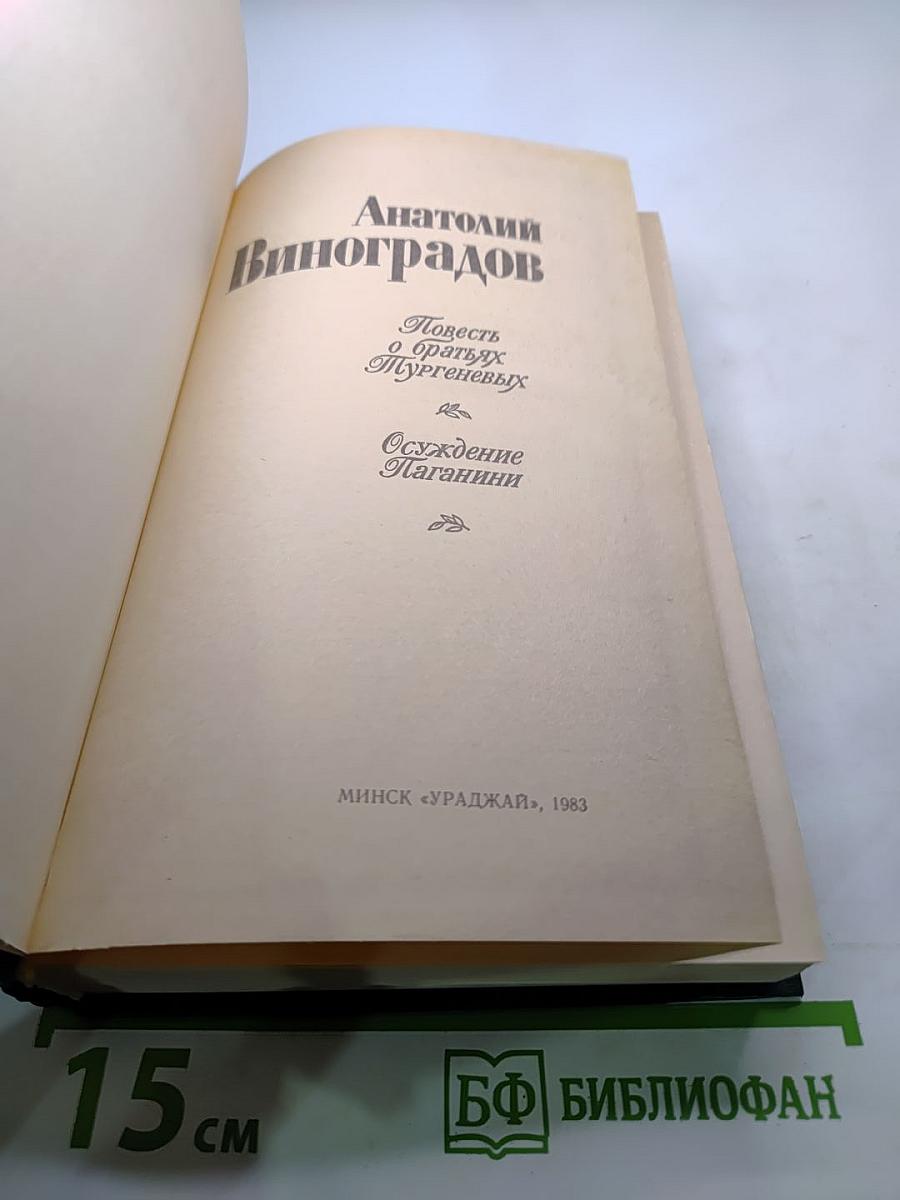 Анатолий
Виноградов
Повесть
о братьях
Тургеневых
Осуждение
Паганини
МИНСК «УРАДЖАЙ», 1983
15 см
БФ БИБЛИОФАН